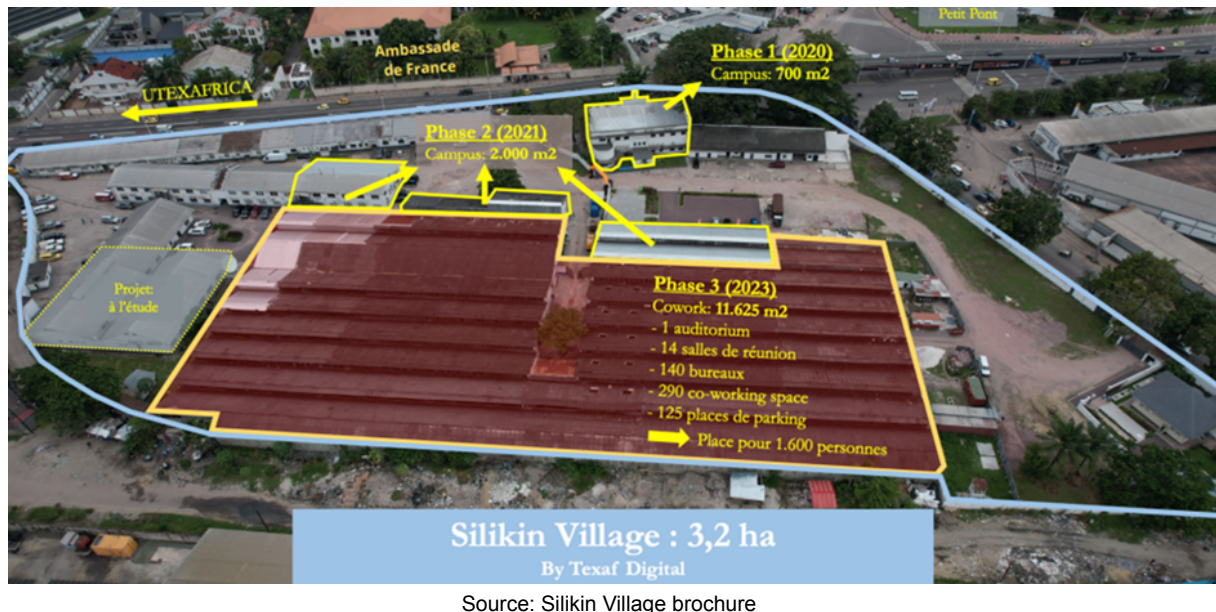 Petit Pont
Ambassade
de France
Phase 1 (2020)
Campus: 700 m2
UTEXAFRICA
Phase 2 (2021)
Campus: 2.000 m2
Phase 3 (2023)
- Cowork: 11.625 m2
- 1 auditorium
- 14 salles de réunion
- 140 bureaux
- 290 co-working space
- 125 places de parking
Place pour 1.600 personnes
Projet:
à l'étude
Silikin Village : 3,2 ha
By Texaf Digital
Source: Silikin Village brochure